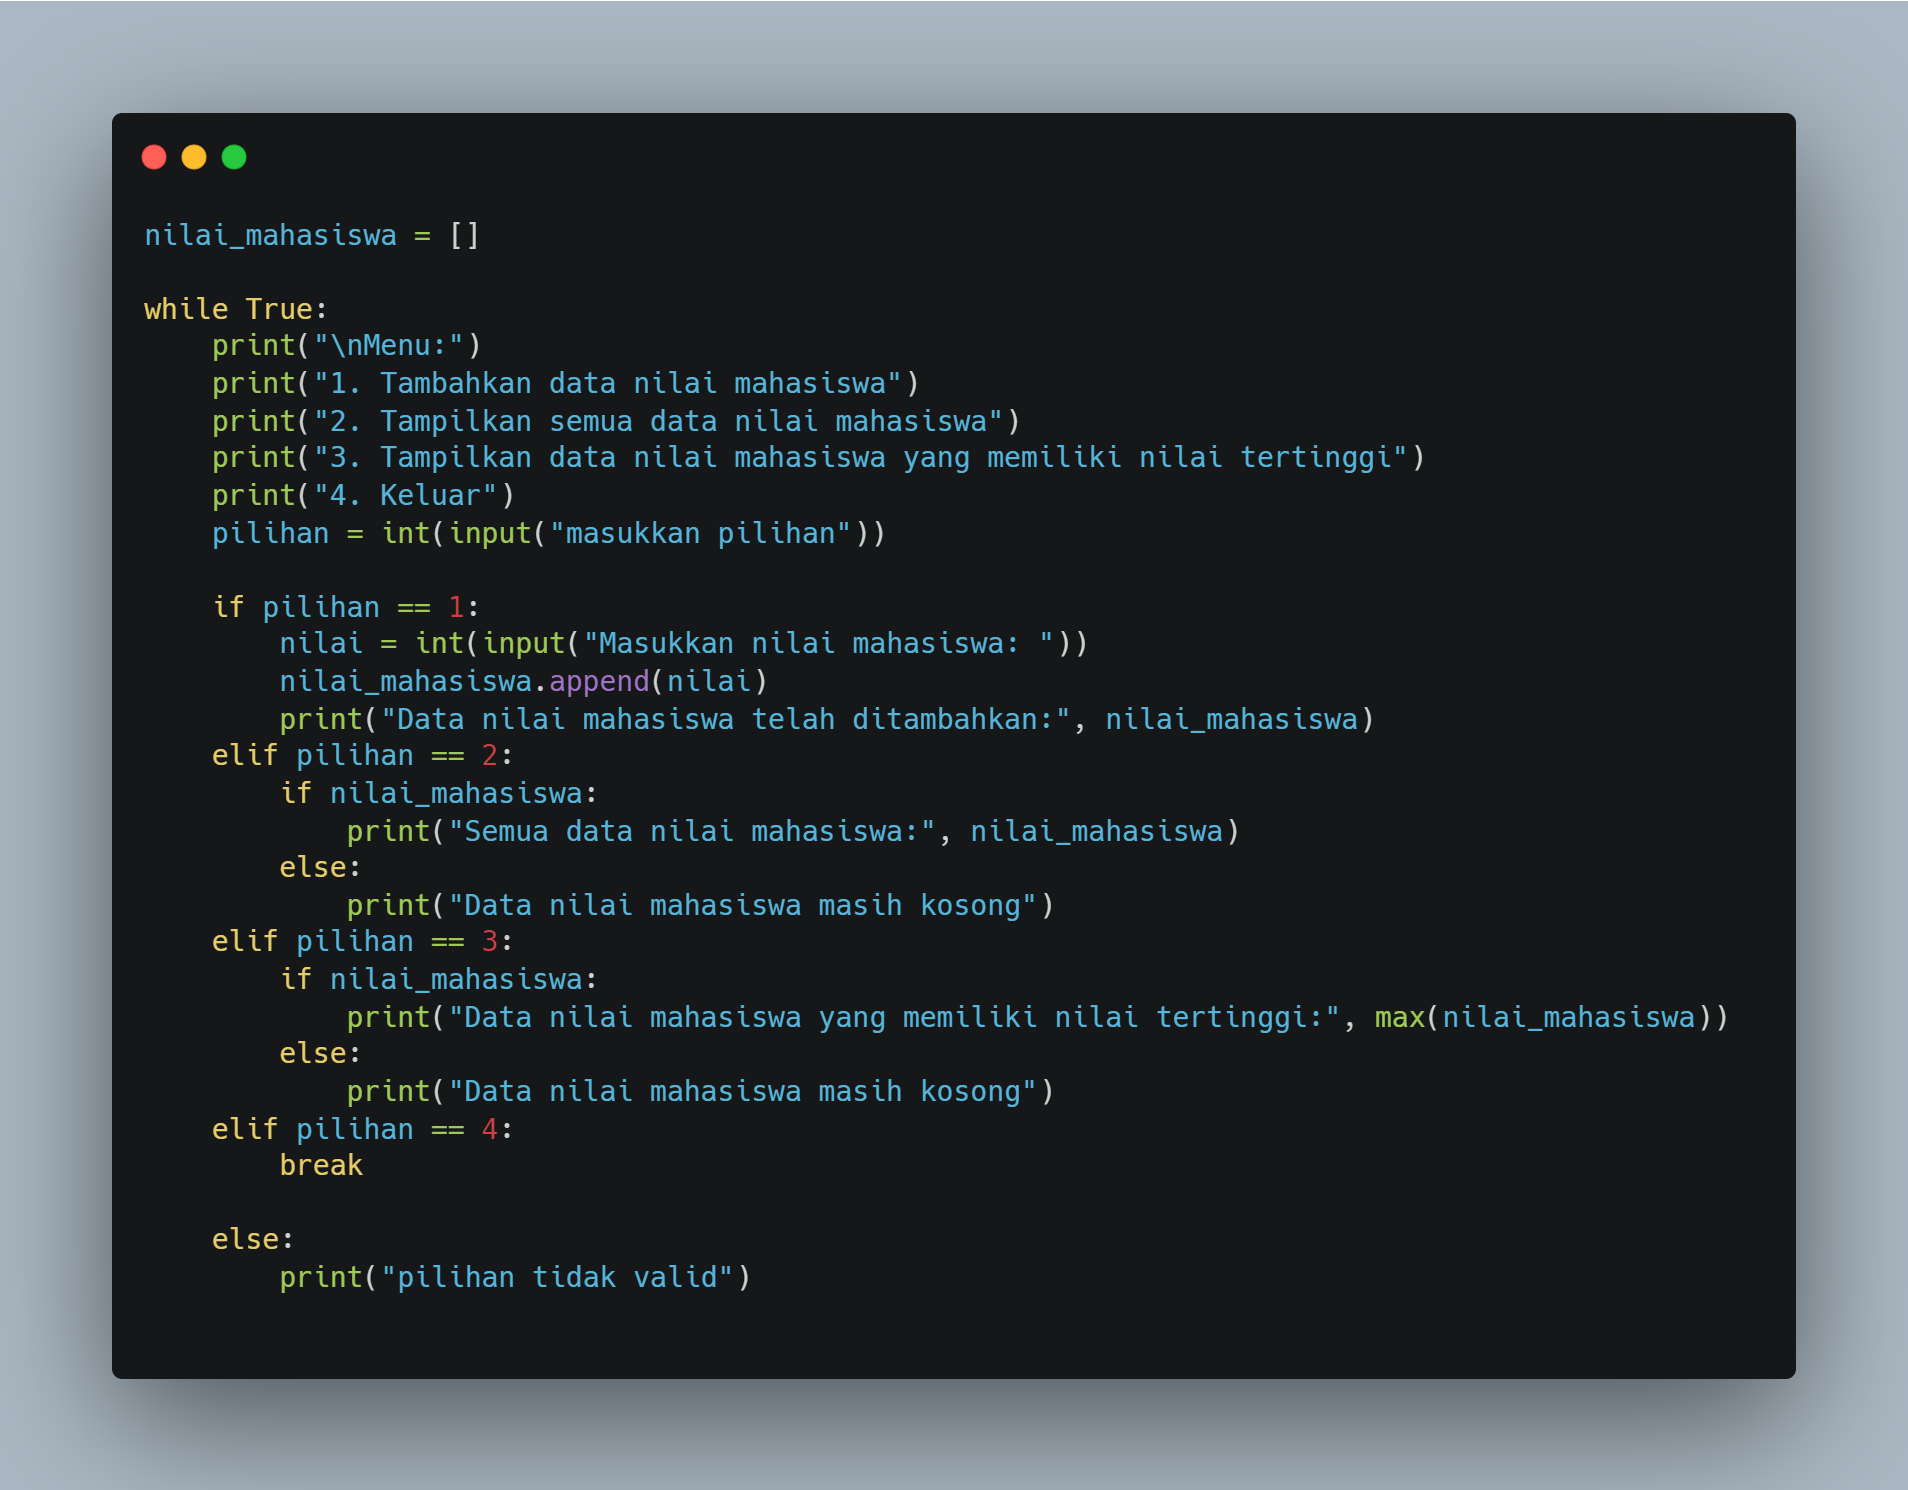 nilai_mahasiswa = []

while True:
    print("\nMenu:")
    print("1. Tambahkan data nilai mahasiswa")
    print("2. Tampilkan semua data nilai mahasiswa")
    print("3. Tampilkan data nilai mahasiswa yang memiliki nilai tertinggi")
    print("4. Keluar")
    pilihan = int(input("masukkan pilihan"))

    if pilihan == 1:
        nilai = int(input("Masukkan nilai mahasiswa: "))
        nilai_mahasiswa.append(nilai)
        print("Data nilai mahasiswa telah ditambahkan:", nilai_mahasiswa)
    elif pilihan == 2:
        if nilai_mahasiswa:
            print("Semua data nilai mahasiswa:", nilai_mahasiswa)
        else:
            print("Data nilai mahasiswa masih kosong")
    elif pilihan == 3:
        if nilai_mahasiswa:
            print("Data nilai mahasiswa yang memiliki nilai tertinggi:", max(nilai_mahasiswa))
        else:
            print("Data nilai mahasiswa masih kosong")
    elif pilihan == 4:
        break

    else:
        print("pilihan tidak valid")